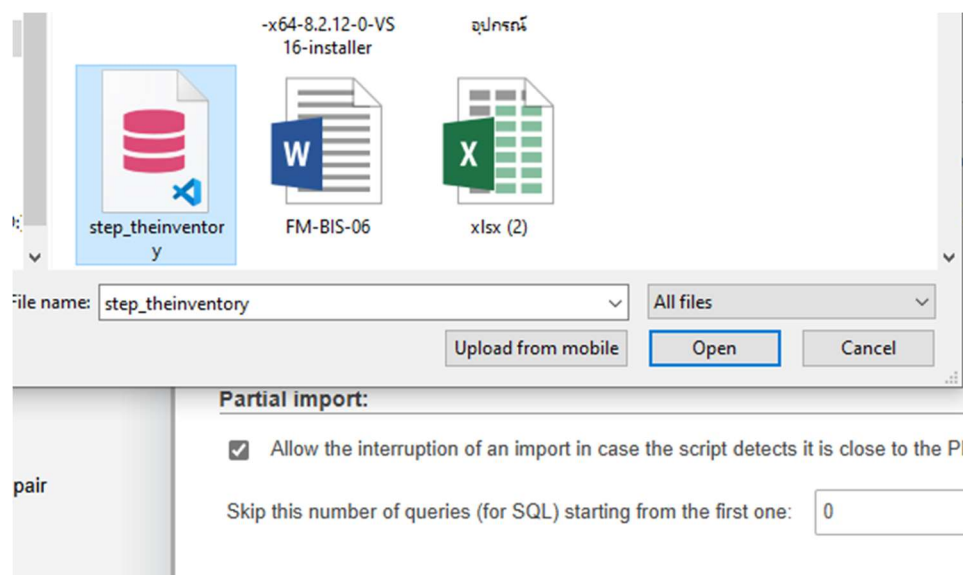 -x64-8.2.12-0-VS
16-installer
อุปกรณ์
step_theinventor
y
FM-BIS-06
xlsx (2)
File name:
step_theinventory
All files
Upload from mobile
Open
Cancel
Partial import:
Allow the interruption of an import in case the script detects it is close to the
pair
Skip this number of queries (for SQL) starting from the first one:
0